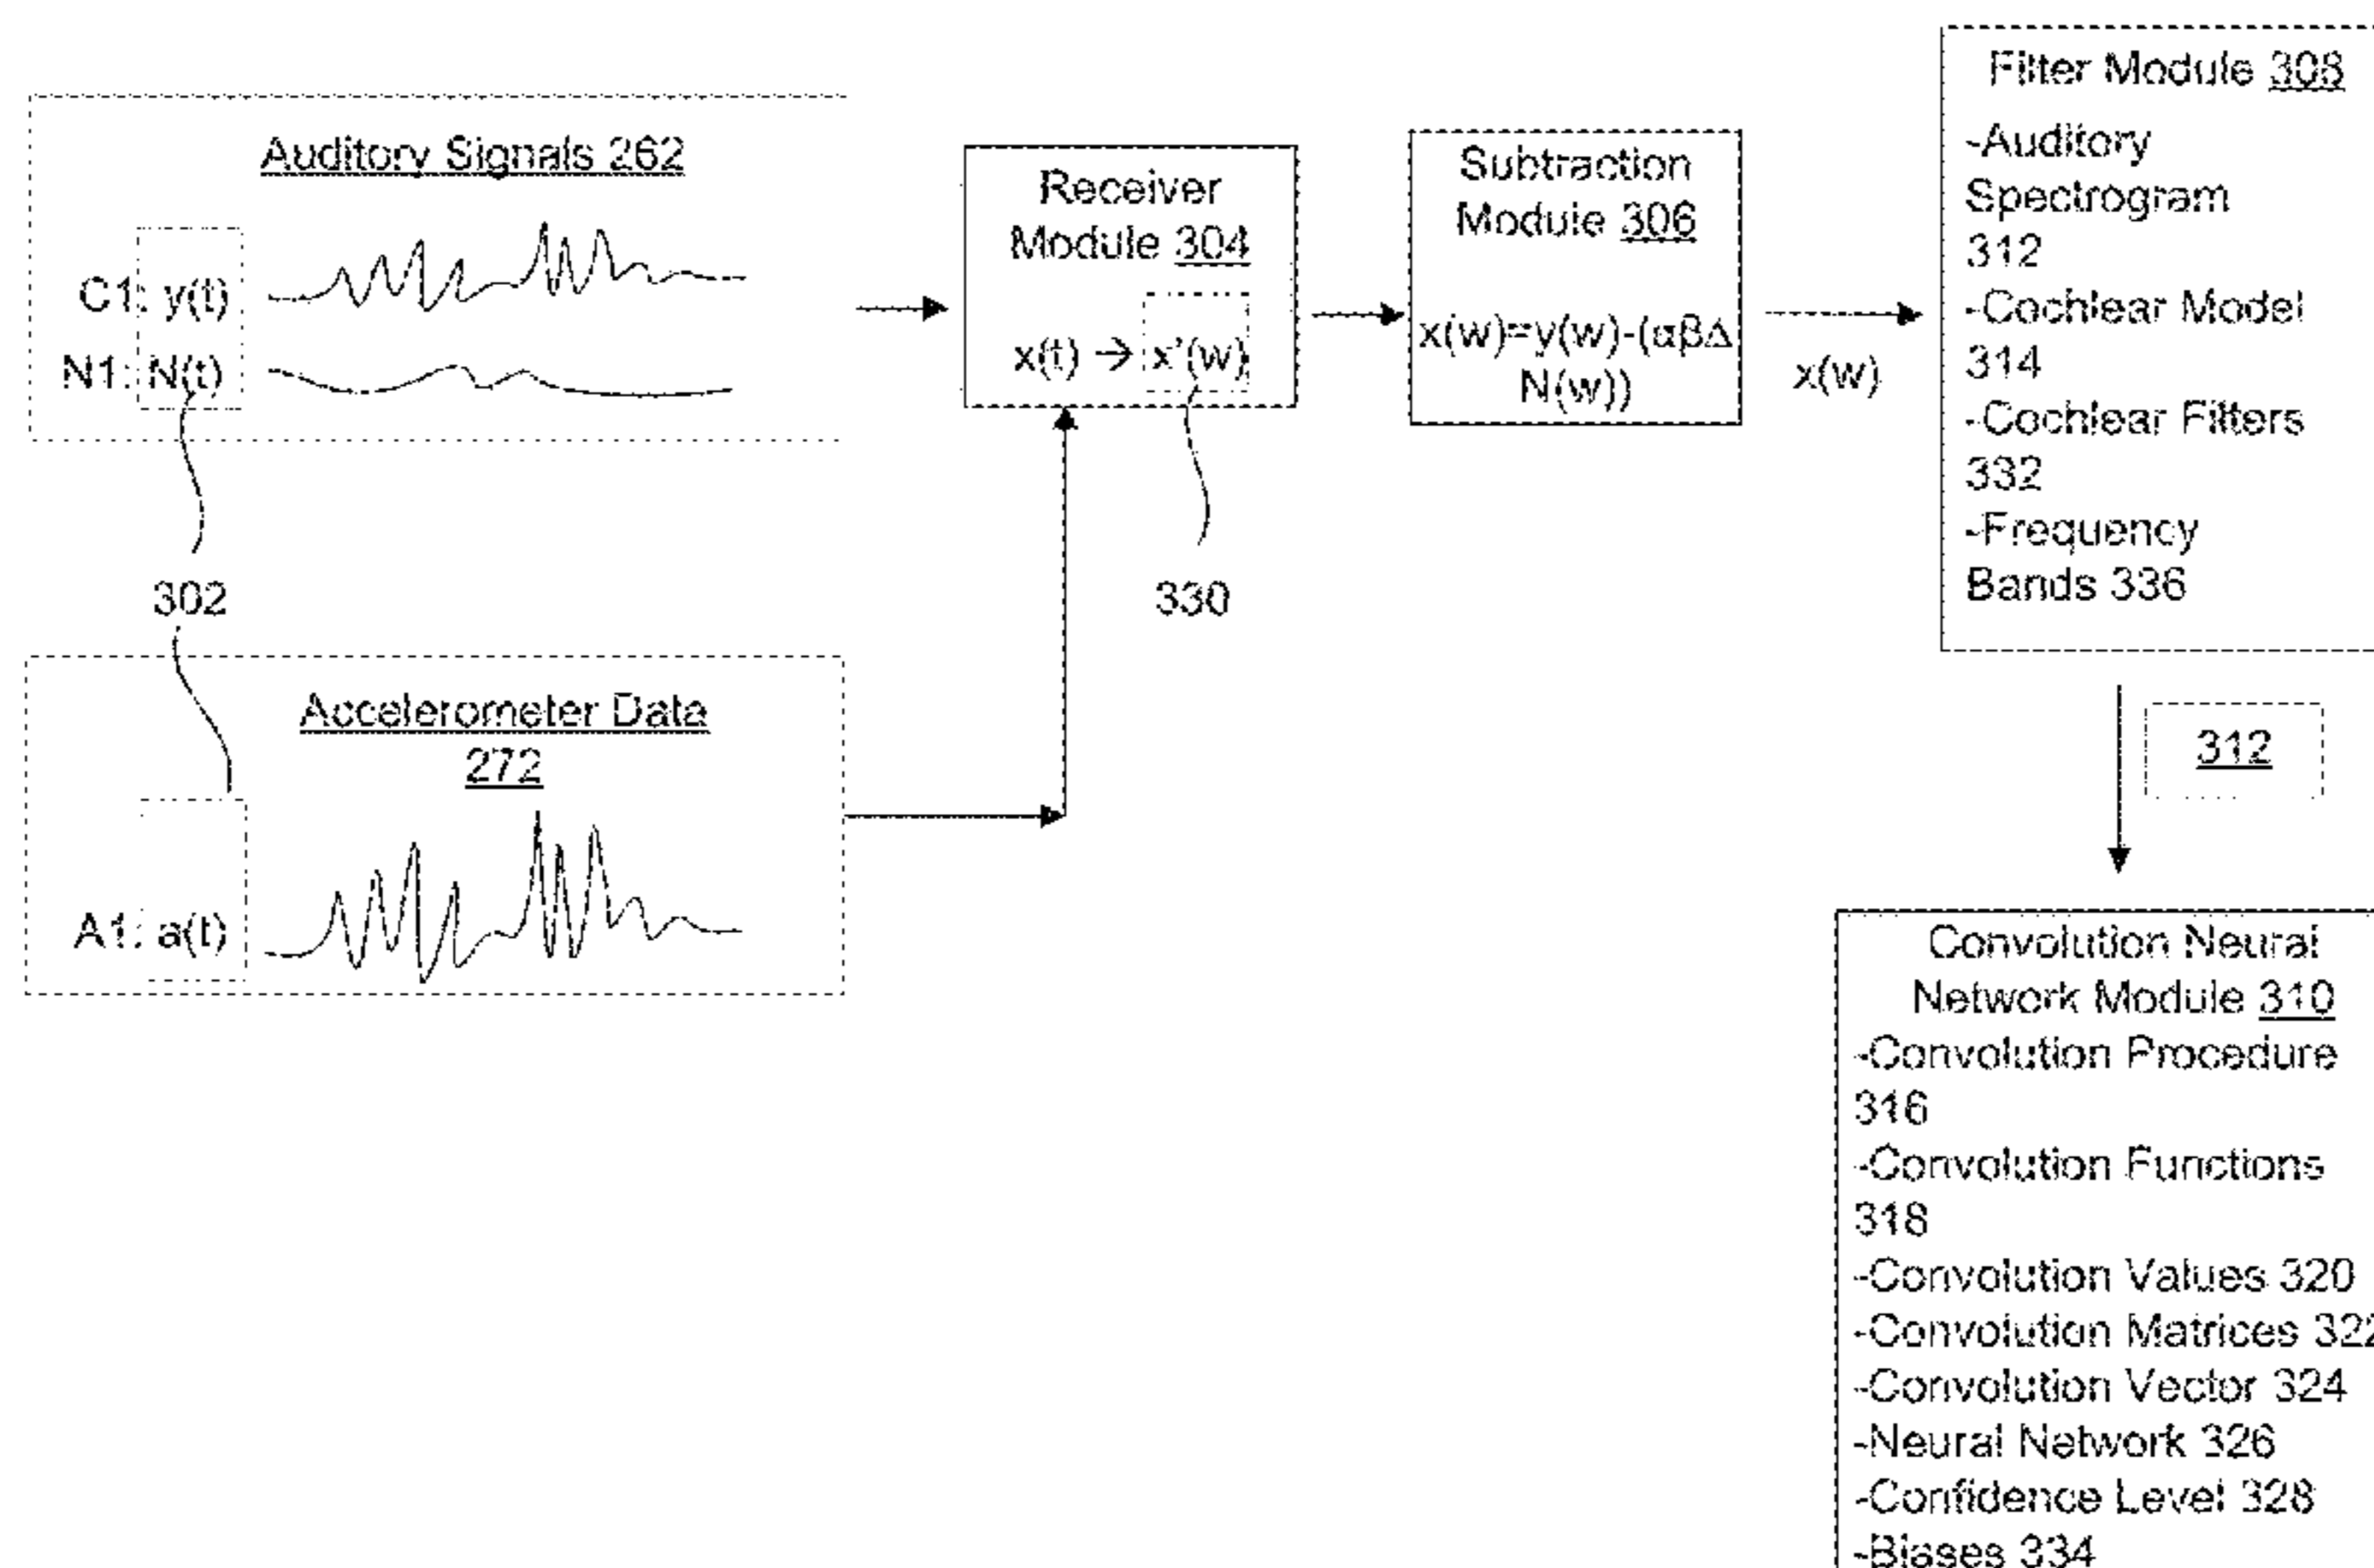 Auditory Signals 262
C1: y(t)
N1: N(t)
302
Accelerometer Data
272
A1: a(t)
Receiver
Module 304
x(t) → x'(w)
330
Subtraction
Module 306
x(w)=y(w)-(αβΔ
N(w))
x(w)
Filter Module 308
-Auditory
Spectrogram
312
-Cochlear Model
314
-Cochlear Filters
332
-Frequency
Bands 336
312
Convolution Neural
Network Module 310
-Convolution Procedure
316
-Convolution Functions
318
-Convolution Values 320
-Convolution Matrices 322
-Convolution Vector 324
-Neural Network 326
-Confidence Level 328
-Biases 334